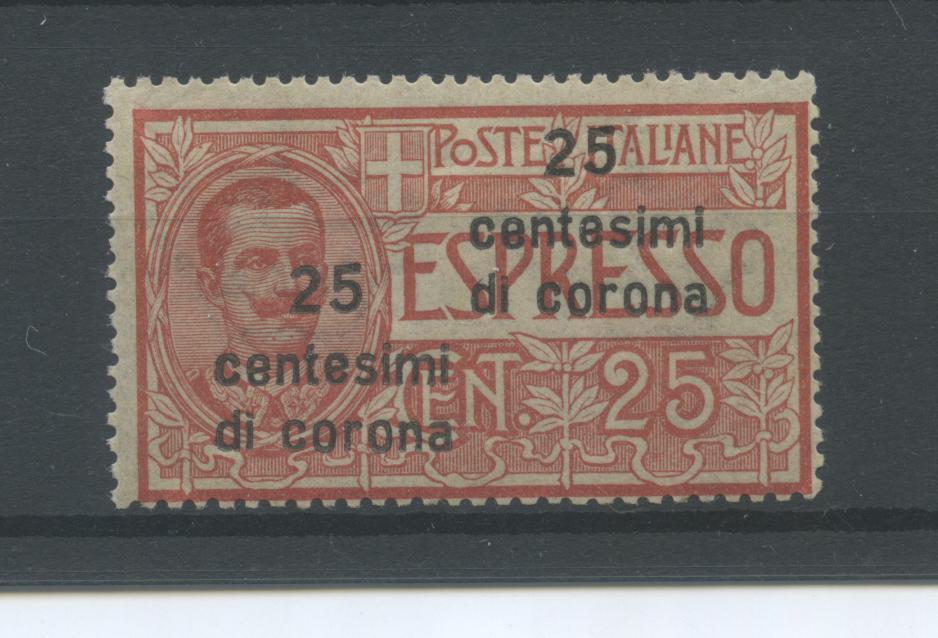 POSTE ITALIANE
25
centesimi
di corona
ESPRESSO
25
centesimi
di corona
CENT. 25